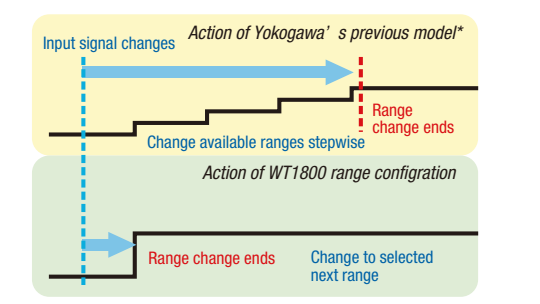 Action of Yokogawa’ s previous model*
Input signal changes
Range
change ends
Change available ranges stepwise
Action of WT1800 range configration
Range change ends
Change to selected
next range